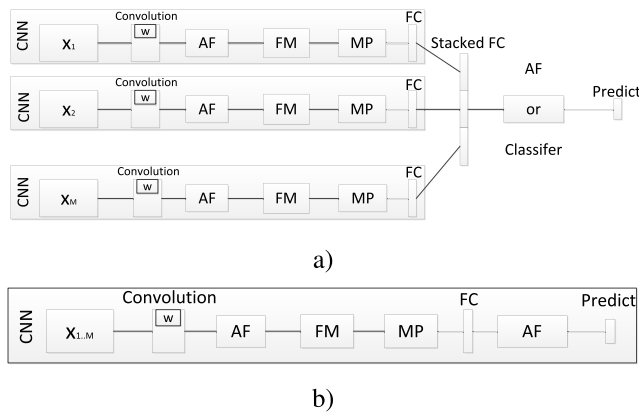 Convolution
FC
CNN
X1
w
AF
FM
MP
Stacked FC
Convolution
FC
CNN
X2
w
AF
FM
MP
AF
or
Classifer
Predict
Convolution
FC
CNN
XM
w
AF
FM
MP
a)
Convolution
FC
Predict
CNN
X1..M
w
AF
FM
MP
AF
b)